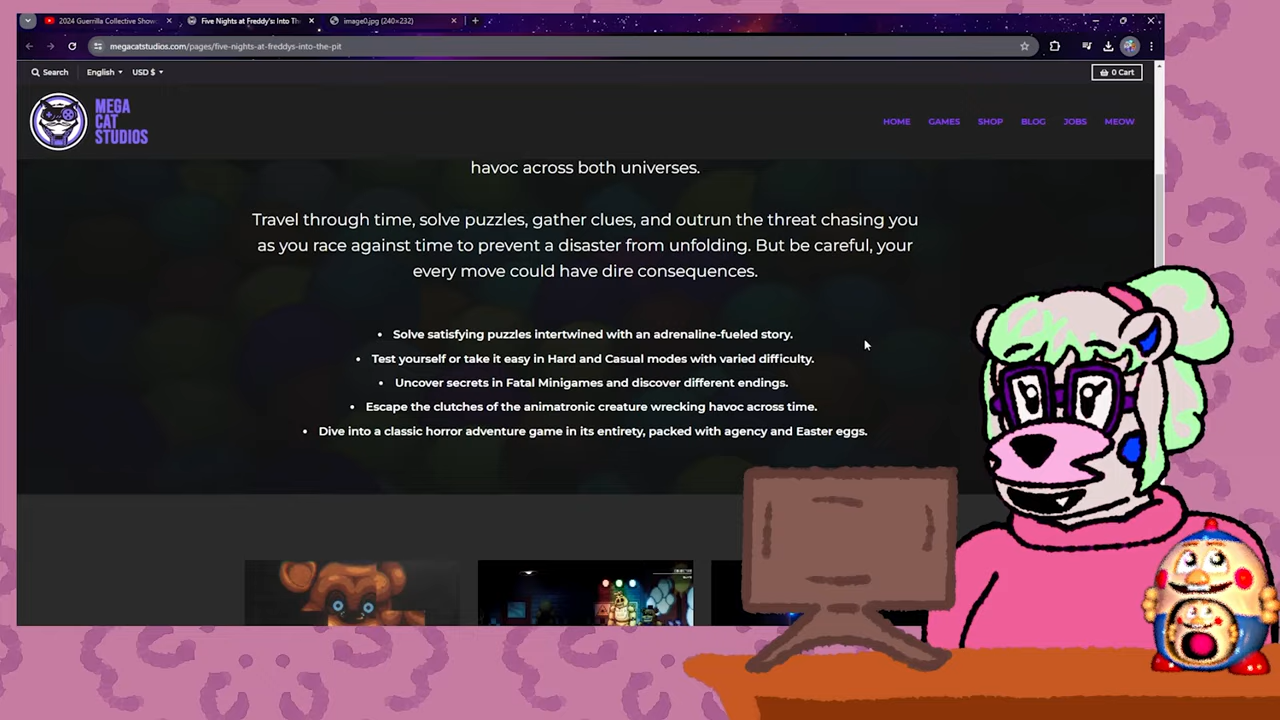 2024 Guerrilla Collective Show
Five Nights at Freddy's: Into Th
image0.jpg (240×232)
megacatstudios.com/pages/five-nights-at-freddys-into-the-pit
Search
English
USD $
0 Cart
MEGA
CAT
STUDIOS
HOME
GAMES
SHOP
BLOG
JOBS
MEOW
havoc across both universes.
Travel through time, solve puzzles, gather clues, and outrun the threat chasing you
as you race against time to prevent a disaster from unfolding. But be careful, your
every move could have dire consequences.
• Solve satisfying puzzles intertwined with an adrenaline-fueled story.
• Test yourself or take it easy in Hard and Casual modes with varied difficulty.
• Uncover secrets in Fatal Minigames and discover different endings.
• Escape the clutches of the animatronic creature wrecking havoc across time.
• Dive into a classic horror adventure game in its entirety, packed with agency and Easter eggs.